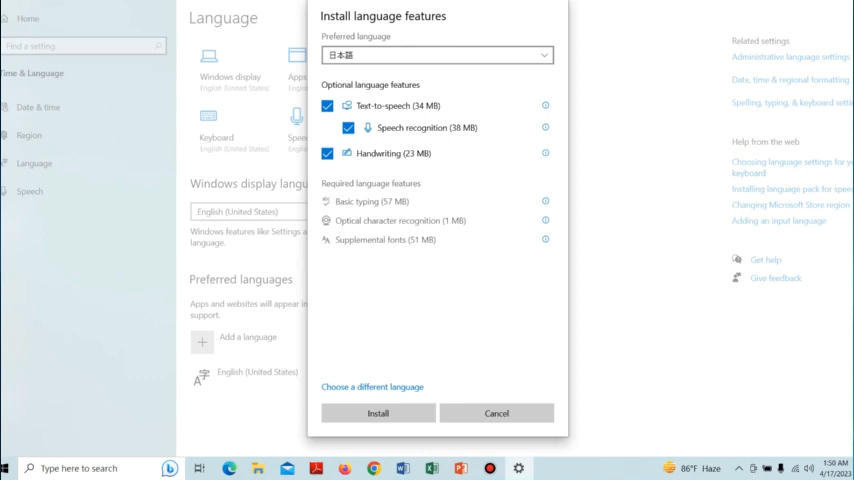 Home
Find a setting
Time & Language
Date & time
Region
Language
Speech
Language
Windows display
English (United States)
Apps
Keyboard
English (United States)
Windows display langu
English (United States)
Windows features like Settings a
language.
Preferred languages
Apps and websites will appear in
support.
Add a language
English (United States)
Install language features
Preferred language
日本語
Optional language features
Text-to-speech (34 MB)
Speech recognition (38 MB)
Handwriting (23 MB)
Required language features
Basic typing (57 MB)
Optical character recognition (1 MB)
Supplemental fonts (51 MB)
Choose a different language
Install
Cancel
Related settings
Administrative language settings
Date, time & regional formatting
Spelling, typing, & keyboard setti
Help from the web
Choosing language settings for yo
keyboard
Installing language pack for speec
Changing Microsoft Store region
Adding an input language
Get help
Give feedback
Type here to search
86°F Haze
1:50 AM
4/17/2023